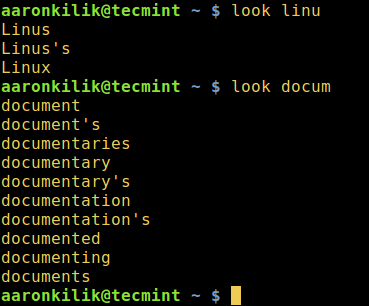 aaronkilik@tecmint ~ $ look linu
Linus
Linus's
Linux
aaronkilik@tecmint ~ $ look docum
document
document's
documentaries
documentary
documentary's
documentation
documentation's
documented
documenting
documents
aaronkilik@tecmint ~ $